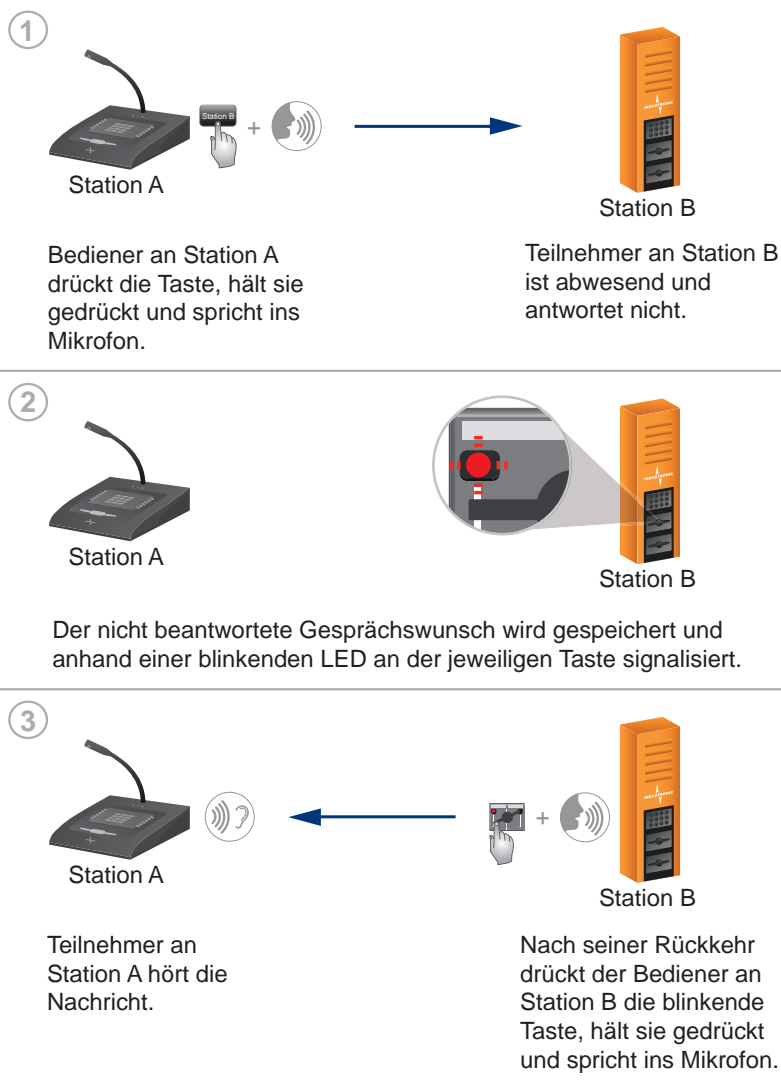 1
Station B
+
Station A
INDUSTRONIC
Station B
Bediener an Station A
drückt die Taste, hält sie
gedrückt und spricht ins
Mikrofon.
Teilnehmer an Station B
ist abwesend und
antwortet nicht.
2
Station A
INDUSTRONIC
Station B
Der nicht beantwortete Gesprächswunsch wird gespeichert und
anhand einer blinkenden LED an der jeweiligen Taste signalisiert.
3
Station A
+
INDUSTRONIC
Station B
Teilnehmer an
Station A hört die
Nachricht.
Nach seiner Rückkehr
drückt der Bediener an
Station B die blinkende
Taste, hält sie gedrückt
und spricht ins Mikrofon.